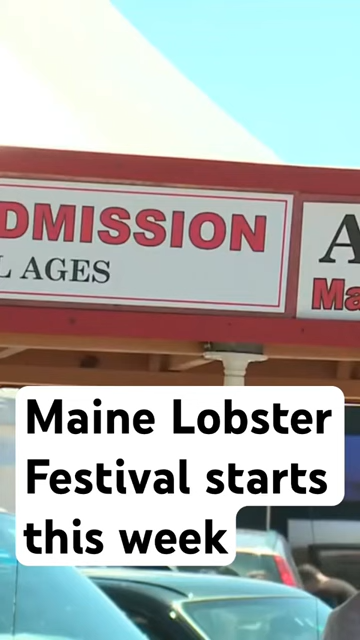 DMISSION
L AGES
A
Ma
Maine Lobster
Festival starts
this week